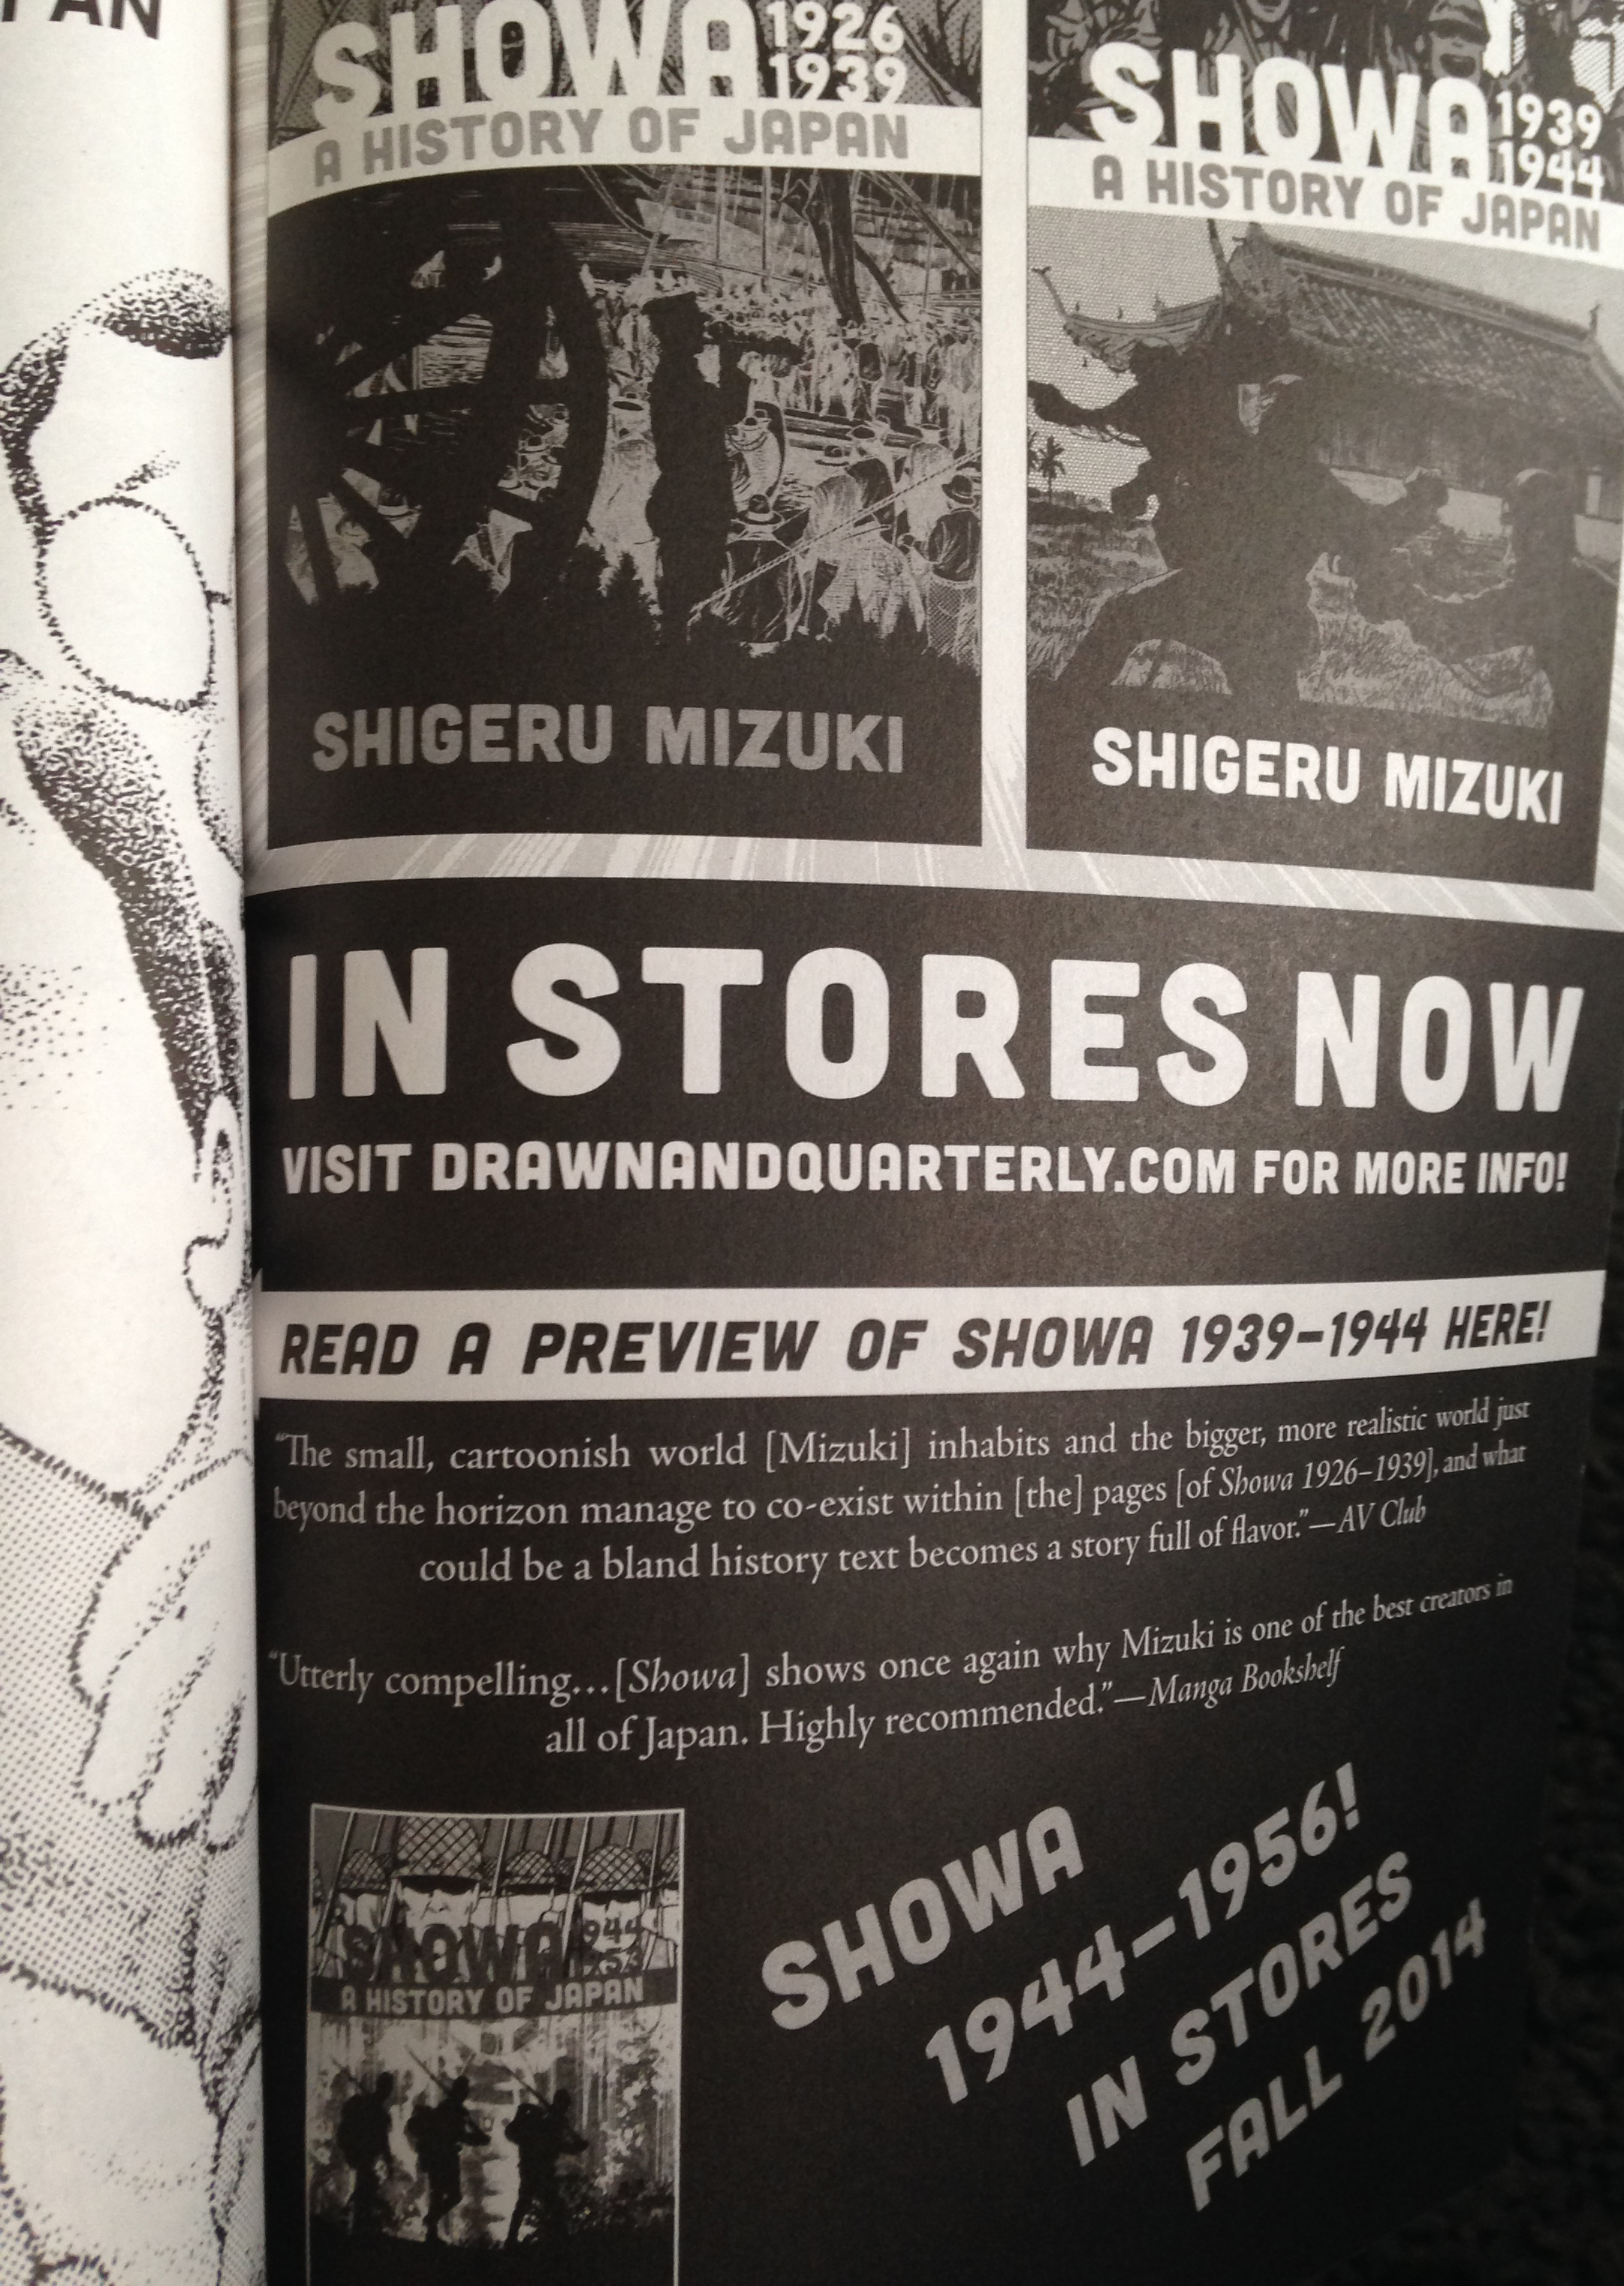 AN
SHOWA 1926
1939
A HISTORY OF JAPAN
SHIGERU MIZUKI
SHOWA 1939
1944
A HISTORY OF JAPAN
SHIGERU MIZUKI
IN STORES NOW
VISIT DRAWNANDQUARTERLY.COM FOR MORE INFO!
READ A PREVIEW OF SHOWA 1939-1944 HERE!
“The small, cartoonish world [Mizuki] inhabits and the bigger, more realistic world just
beyond the horizon manage to co-exist within [the] pages [of Showa 1926–1939], and what
could be a bland history text becomes a story full of flavor.”—AV Club
“Utterly compelling…[Showa] shows once again why Mizuki is one of the best creators in
all of Japan. Highly recommended.”—Manga Bookshelf
SHOWA 1944
1953
A HISTORY OF JAPAN
SHOWA
1944-1956!
IN STORES
FALL 2014